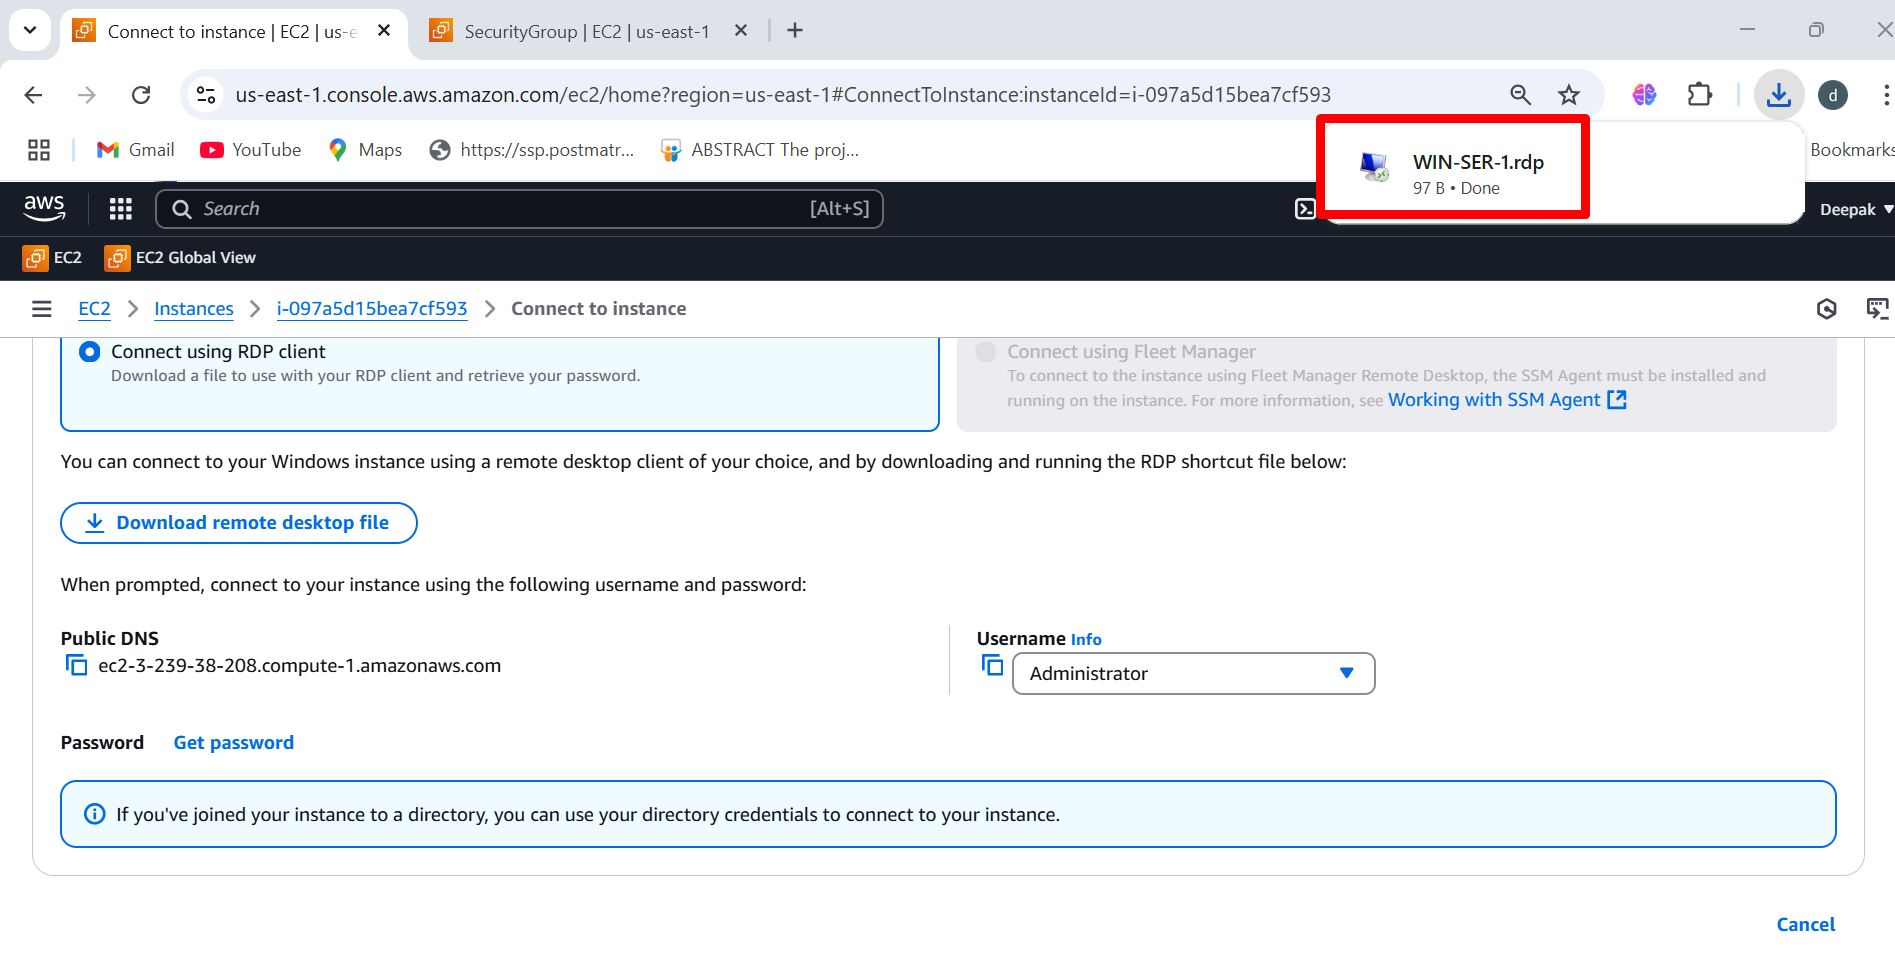 Connect to instance | EC2 | us-e
SecurityGroup | EC2 | us-east-1
us-east-1.console.aws.amazon.com/ec2/home?region=us-east-1#ConnectToInstance:instanceId=i-097a5d15bea7cf593
d
Gmail
YouTube
Maps
https://ssp.postmatr...
ABSTRACT The proj...
Bookmarks
WIN-SER-1.rdp
97 B • Done
aws
Search
[Alt+S]
Deepak
EC2
EC2 Global View
EC2
Instances
i-097a5d15bea7cf593
Connect to instance
Connect using RDP client
Download a file to use with your RDP client and retrieve your password.
Connect using Fleet Manager
To connect to the instance using Fleet Manager Remote Desktop, the SSM Agent must be installed and
running on the instance. For more information, see Working with SSM Agent
You can connect to your Windows instance using a remote desktop client of your choice, and by downloading and running the RDP shortcut file below:
Download remote desktop file
When prompted, connect to your instance using the following username and password:
Public DNS
ec2-3-239-38-208.compute-1.amazonaws.com
Username Info
Administrator
Password
Get password
If you've joined your instance to a directory, you can use your directory credentials to connect to your instance.
Cancel